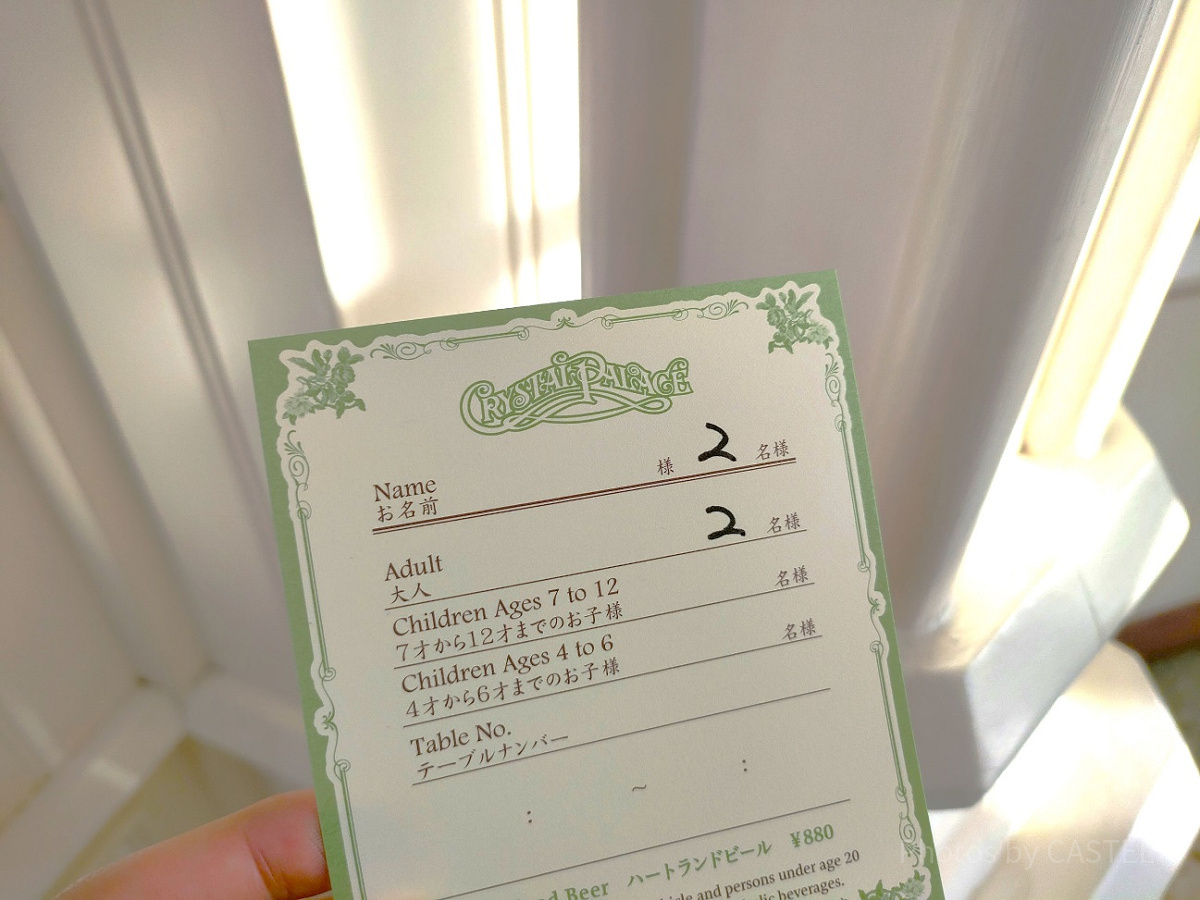 CRYSTAL PALACE
Name 様 2 名様
お名前
Adult 2 名様
大人
Children Ages 7 to 12 名様
7才から12才までのお子様
Children Ages 4 to 6 名様
4才から6才までのお子様
Table No.
テーブルナンバー
: ~ :
Beer ハートランドビール ¥880
and persons under age 20
beverages.
Photos by CASTEL